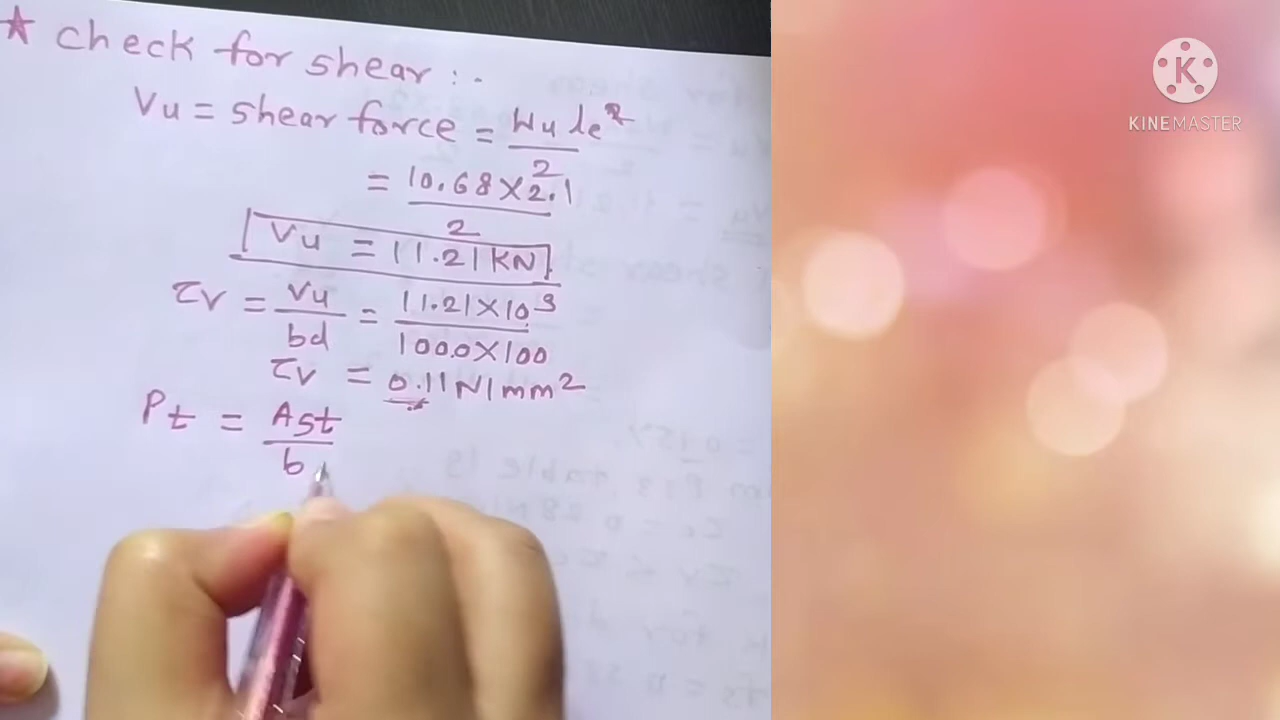 ★ check for shear :-
Vu = shear force = Wu le²
2
= 10.68 × 2.1
2
Vu = 11.21 KN
τv = Vu = 11.21×10³
bd 1000×100
τv = 0.11 N/mm²
Pt = Ast
b
K
KINEMASTER